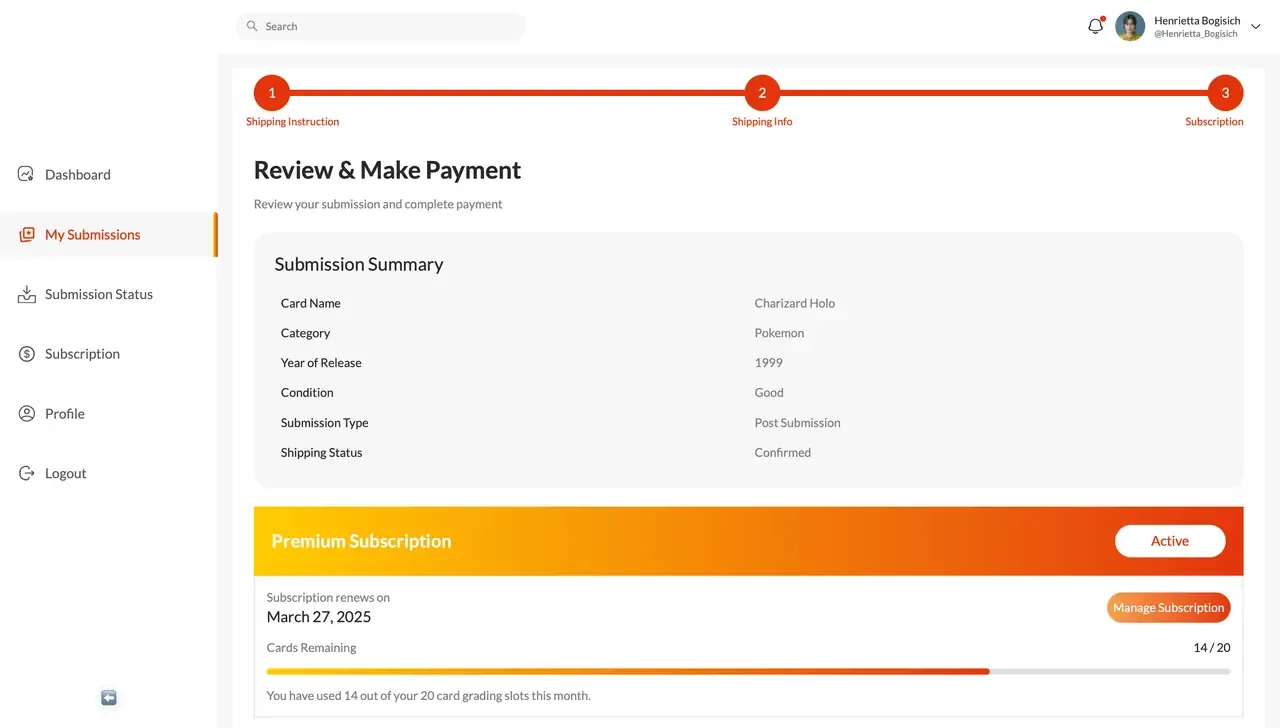 Search
Henrietta Bogisich
@Henrietta_Bogisich
1
2
3
Shipping Instruction
Shipping Info
Subscription
Dashboard
My Submissions
Submission Status
Subscription
Profile
Logout
Review & Make Payment
Review your submission and complete payment
Submission Summary
Card Name Charizard Holo
Category Pokemon
Year of Release 1999
Condition Good
Submission Type Post Submission
Shipping Status Confirmed
Premium Subscription
Active
Subscription renews on
March 27, 2025
Manage Subscription
Cards Remaining 14 / 20
You have used 14 out of your 20 card grading slots this month.